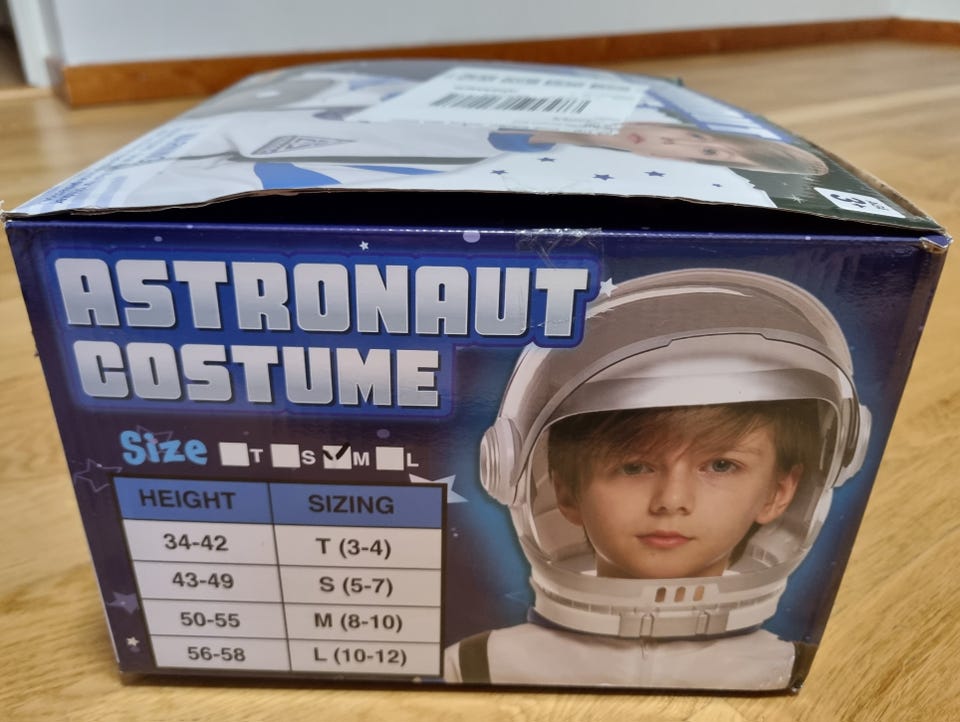 3+
ASTRONAUT
COSTUME
Size T S M L
HEIGHT SIZING
34-42 T (3-4)
43-49 S (5-7)
50-55 M (8-10)
56-58 L (10-12)